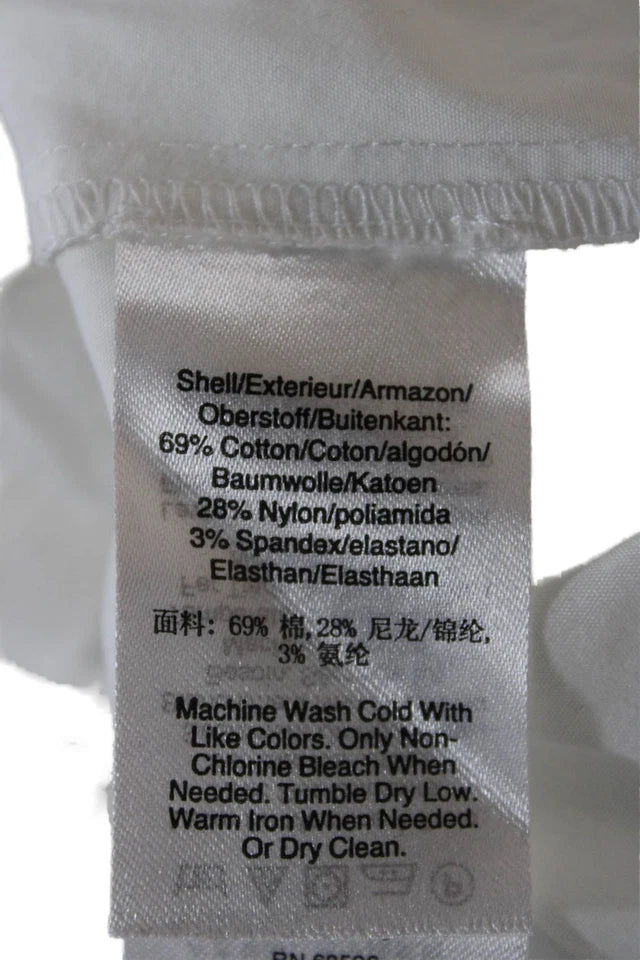 Shell/Exterieur/Armazon/
Oberstoff/Buitenkant:
69% Cotton/Coton/algodón/
Baumwolle/Katoen
28% Nylon/poliamida
3% Spandex/elastano/
Elasthan/Elasthaan
面料: 69% 棉,28% 尼龙/锦纶,
3% 氨纶
Machine Wash Cold With
Like Colors. Only Non-
Chlorine Bleach When
Needed. Tumble Dry Low.
Warm Iron When Needed.
Or Dry Clean.
RN